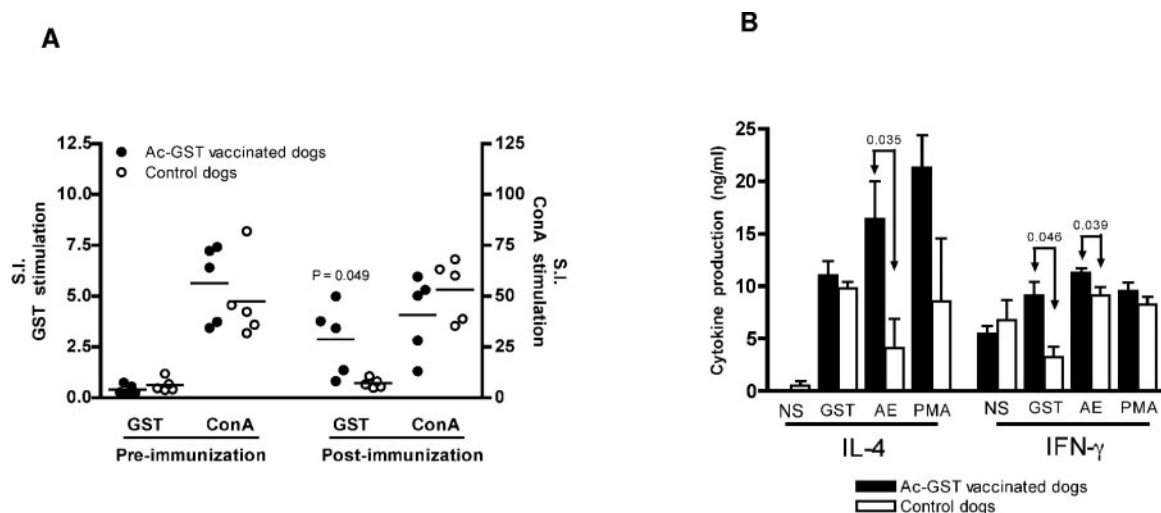 A
S.I.
GST stimulation
12.5
10.0
7.5
5.0
2.5
0.0
Ac-GST vaccinated dogs
Control dogs
P = 0.049
125
100
75
50
25
0
S.I.
ConA stimulation
GST ConA GST ConA
Pre-immunization Post-immunization
B
Cytokine production (ng/ml)
25
20
15
10
5
0
0.035
0.046
0.039
NS GST AE PMA NS GST AE PMA
IL-4 IFN-γ
Ac-GST vaccinated dogs
Control dogs